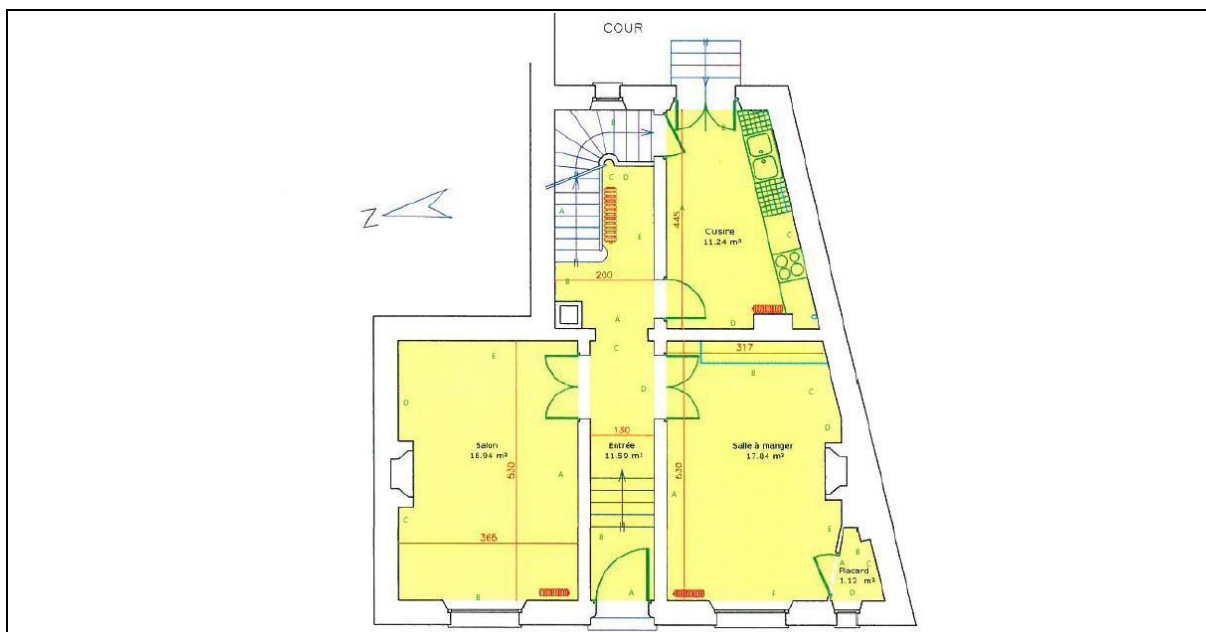 COUR
B
B
C D
A
A
E
445
N
Cuisine
11.24 m²
C
200
B
A
D
C
317
E
B
C
D
D
D
Salon
18.94 m²
130
Entrée
11.59 m²
Salle à manger
17.84 m²
530
A
630
A
C
E
365
B
B
A
C
Placard
1.12 m²
B
A
F
D